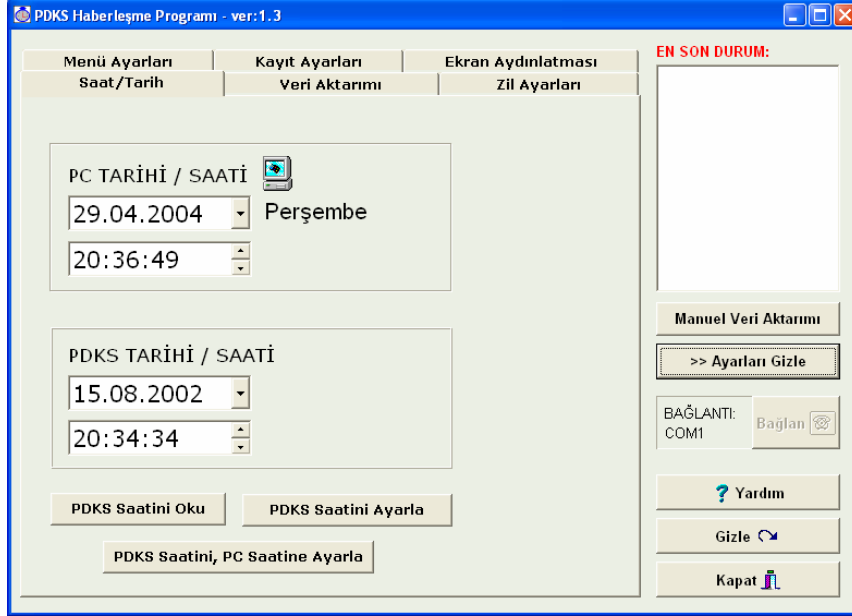 PDKS Haberleşme Programı - ver:1.3
Menü Ayarları
Kayıt Ayarları
Ekran Aydınlatması
Saat/Tarih
Veri Aktarımı
Zil Ayarları
PC TARİHİ / SAATİ
29.04.2004
Perşembe
20:36:49
PDKS TARİHİ / SAATİ
15.08.2002
20:34:34
PDKS Saatini Oku
PDKS Saatini Ayarla
PDKS Saatini, PC Saatine Ayarla
EN SON DURUM:
Manuel Veri Aktarımı
>> Ayarları Gizle
BAĞLANTI:
COM1
Bağlan
? Yardım
Gizle
Kapat